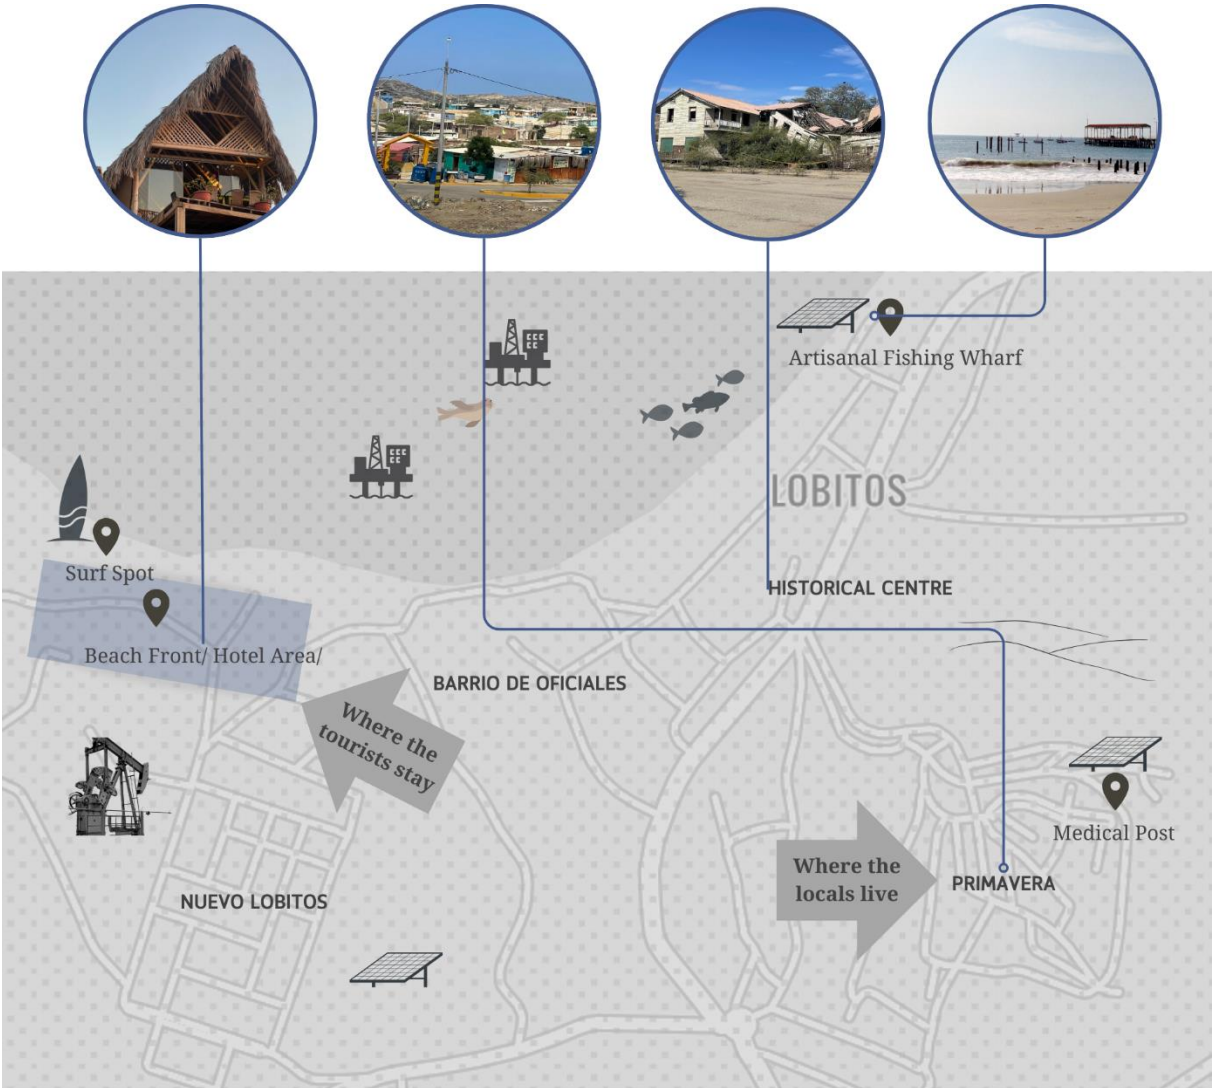 Artisanal Fishing Wharf
LOBITOS
Surf Spot
HISTORICAL CENTRE
Beach Front/ Hotel Area/
BARRIO DE OFICIALES
Where the
tourists stay
Medical Post
Where the
locals live
PRIMAVERA
NUEVO LOBITOS